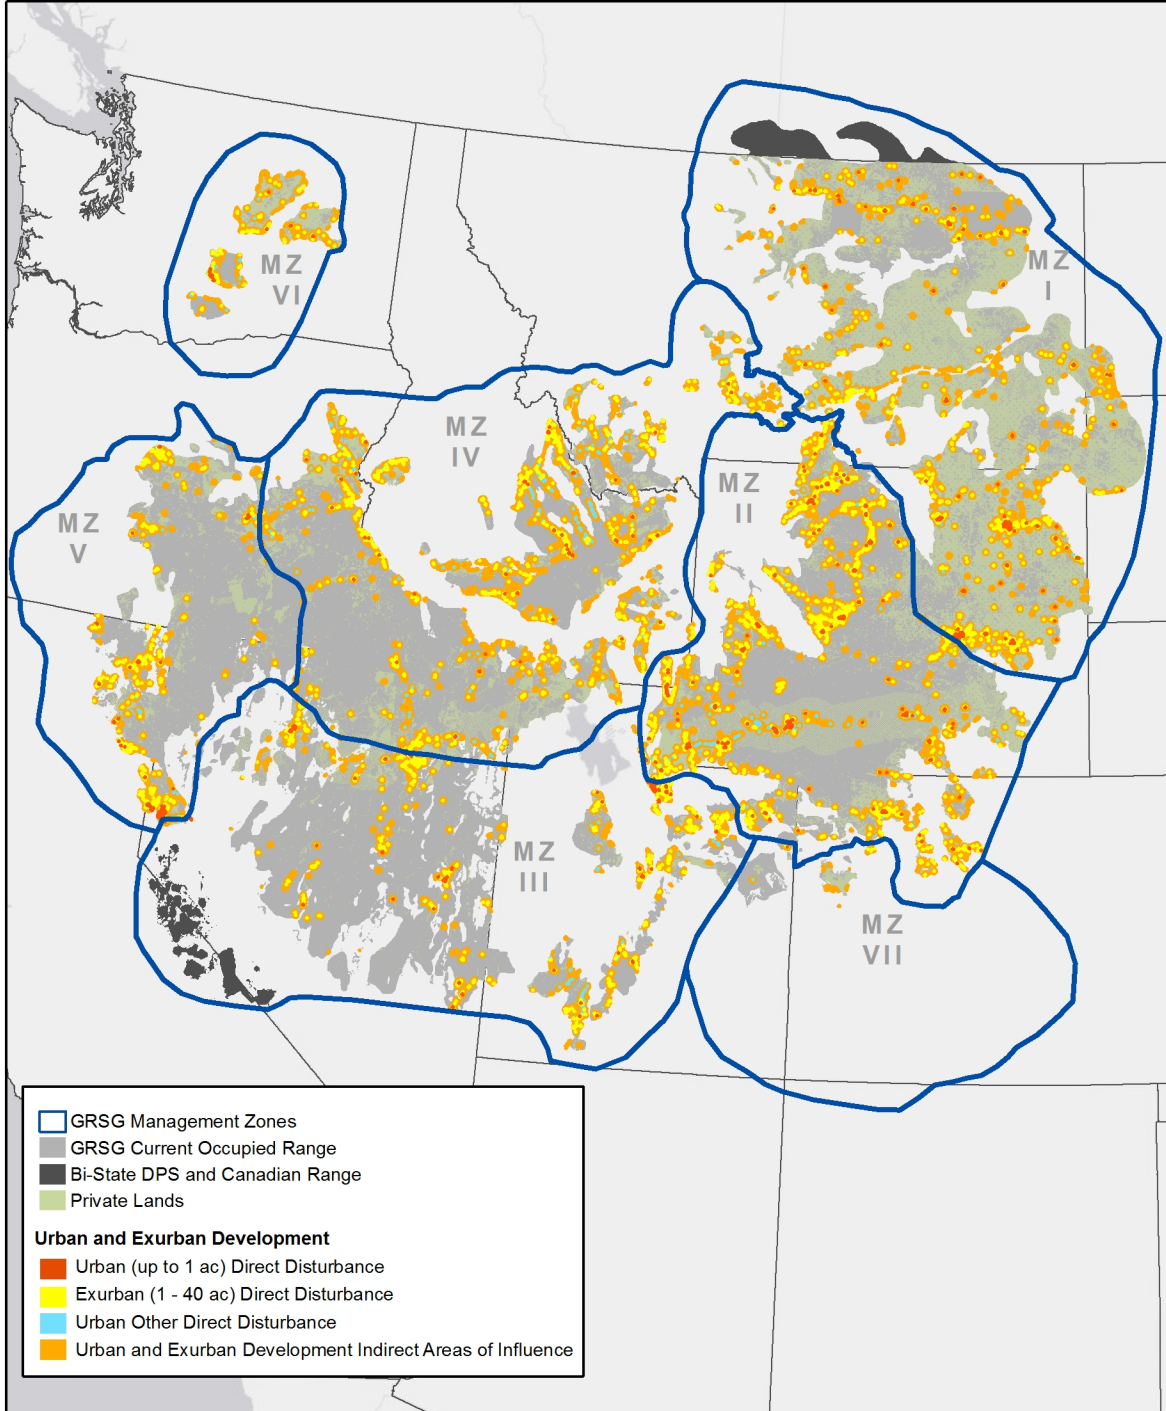 MZ
VI
MZ
I
MZ
IV
MZ
II
MZ
V
MZ
III
MZ
VII
GRSG Management Zones
GRSG Current Occupied Range
Bi-State DPS and Canadian Range
Private Lands
Urban and Exurban Development
Urban (up to 1 ac) Direct Disturbance
Exurban (1 - 40 ac) Direct Disturbance
Urban Other Direct Disturbance
Urban and Exurban Development Indirect Areas of Influence